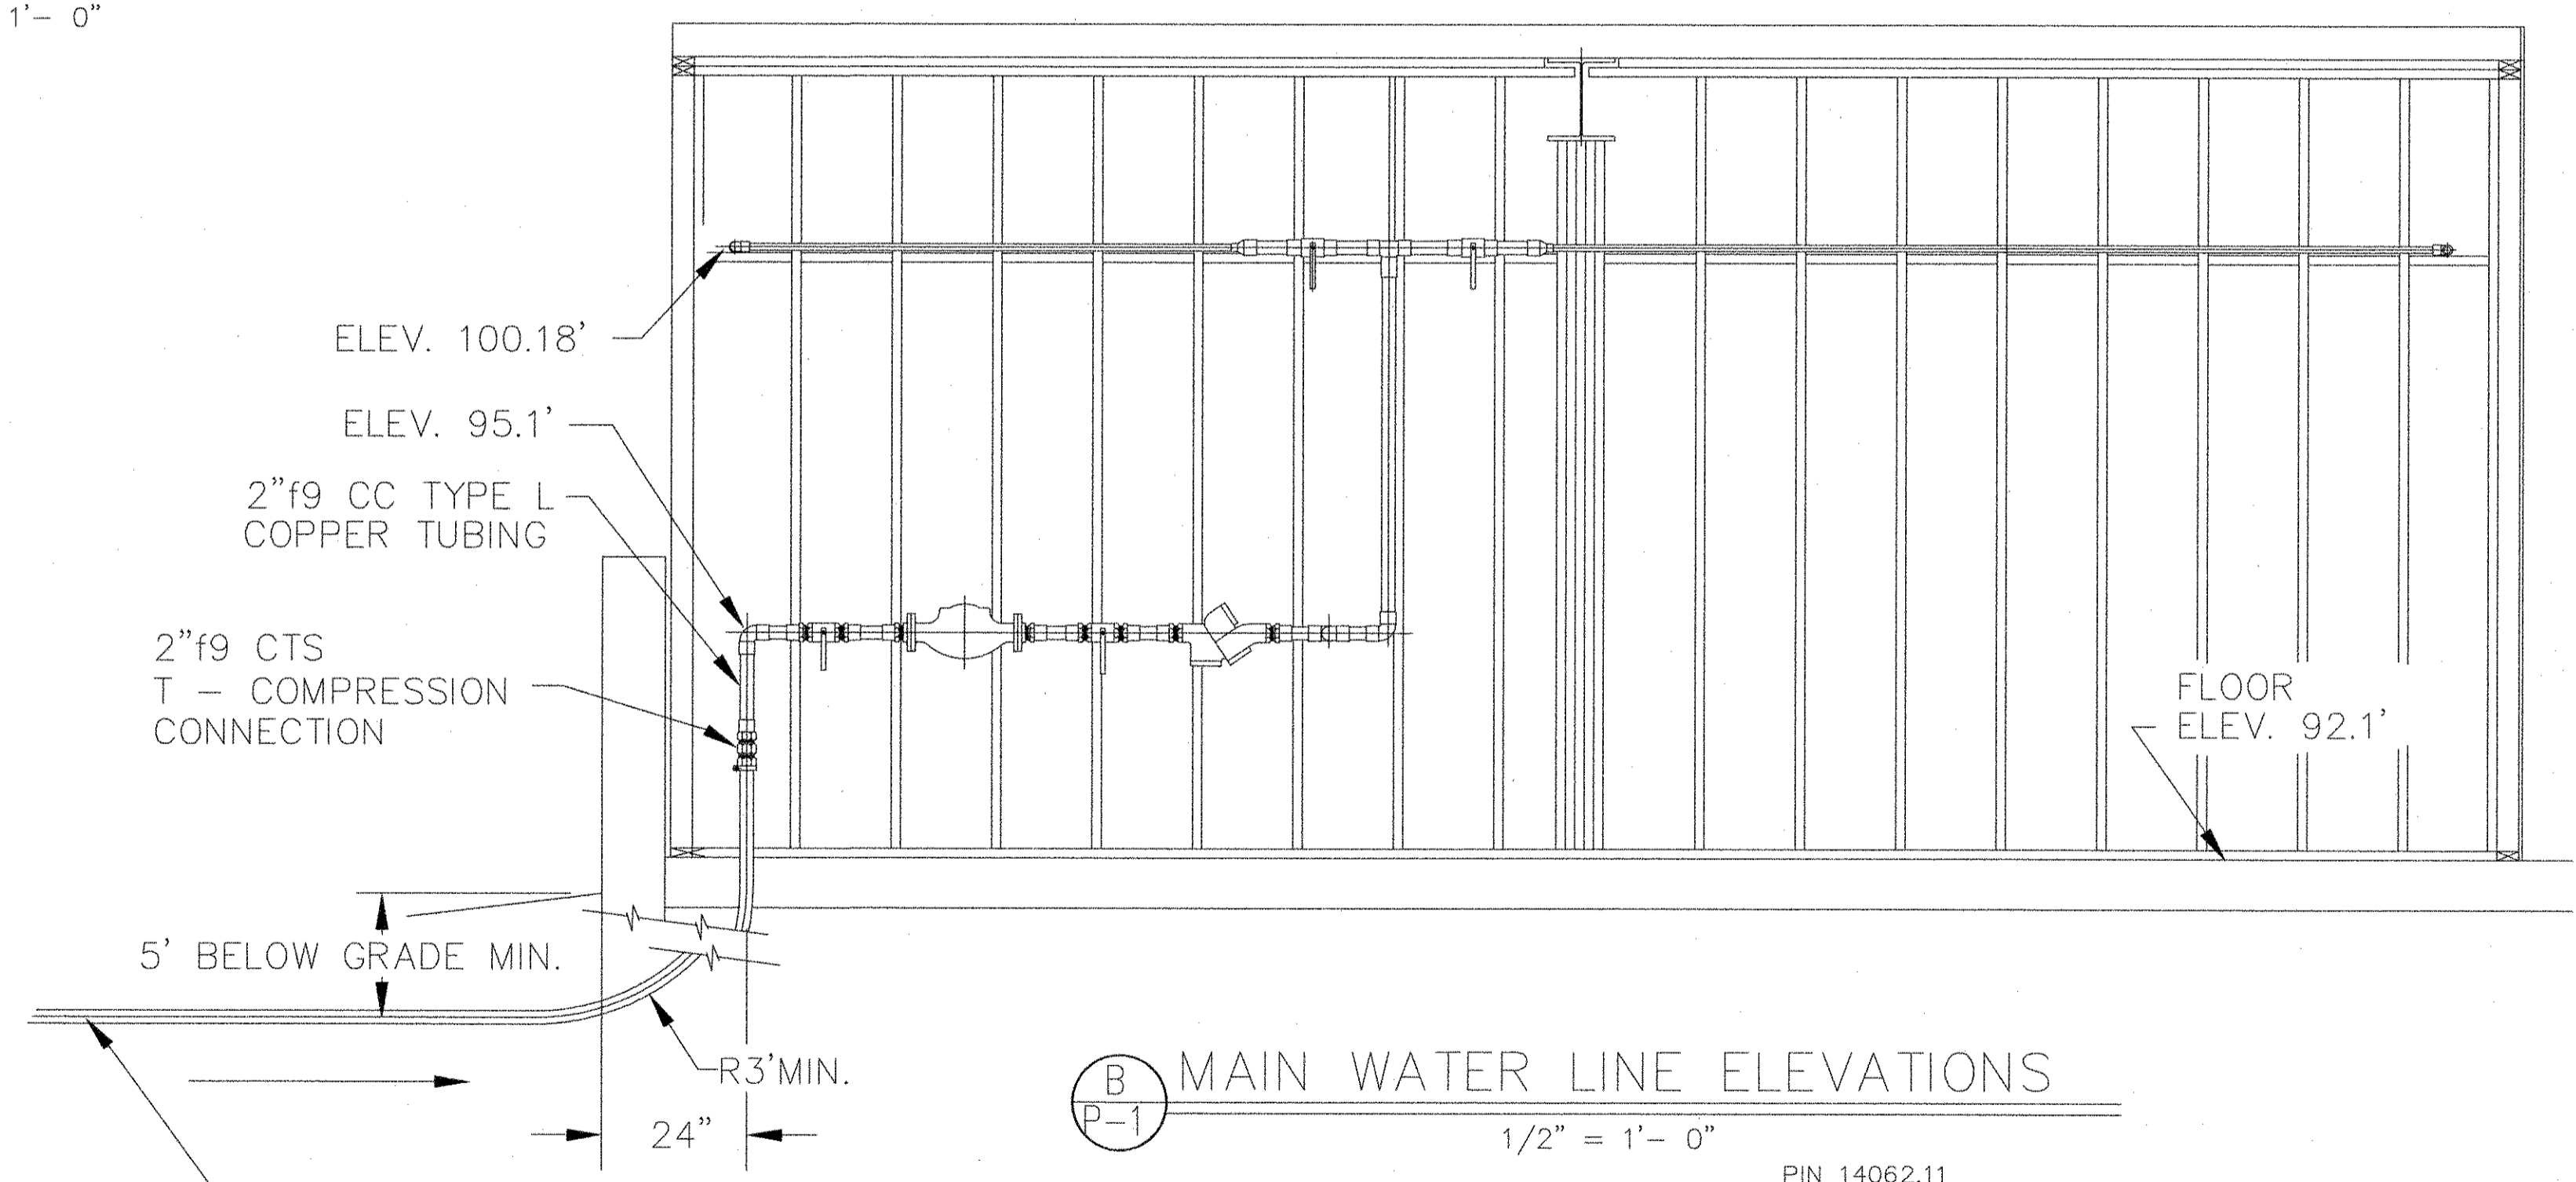 1'- 0"
ELEV. 100.18'
ELEV. 95.1'
2"f9 CC TYPE L
COPPER TUBING
2"f9 CTS
T – COMPRESSION
CONNECTION
FLOOR
ELEV. 92.1'
5' BELOW GRADE MIN.
R3'MIN.
24"
B
P-1
MAIN WATER LINE ELEVATIONS
1/2" = 1'- 0"
PIN 14062.11